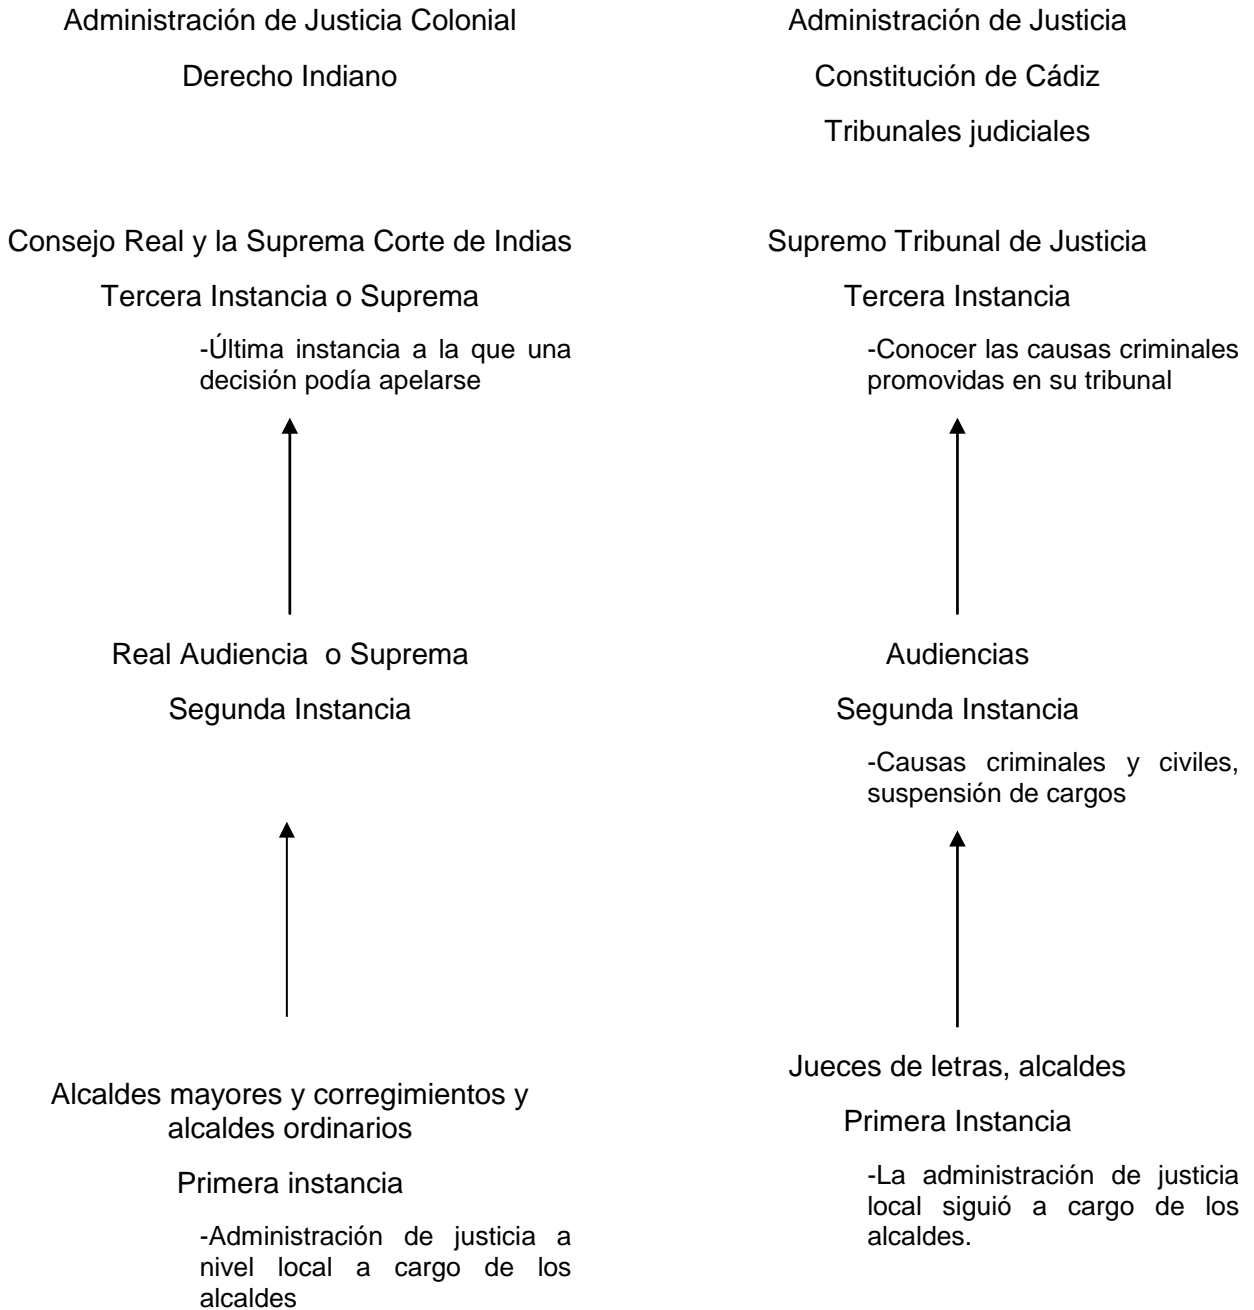 Administración de Justicia Colonial
Derecho Indiano
Consejo Real y la Suprema Corte de Indias
Tercera Instancia o Suprema
-Última instancia a la que una
decisión podía apelarse
Real Audiencia o Suprema
Segunda Instancia
Alcaldes mayores y corregimientos y
alcaldes ordinarios
Primera instancia
-Administración de justicia a
nivel local a cargo de los
alcaldes
Administración de Justicia
Constitución de Cádiz
Tribunales judiciales
Supremo Tribunal de Justicia
Tercera Instancia
-Conocer las causas criminales
promovidas en su tribunal
Audiencias
Segunda Instancia
-Causas criminales y civiles,
suspensión de cargos
Jueces de letras, alcaldes
Primera Instancia
-La administración de justicia
local siguió a cargo de los
alcaldes.